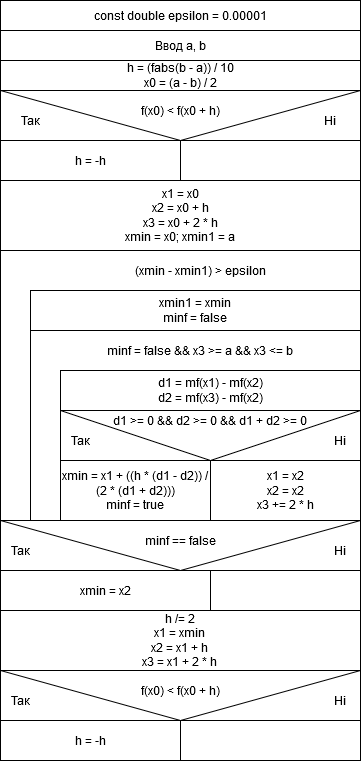 const double epsilon = 0.00001
Ввод a, b
h = (fabs(b - a)) / 10
x0 = (a - b) / 2
f(x0) < f(x0 + h)
Так
Ні
h = -h
x1 = x0
x2 = x0 + h
x3 = x0 + 2 * h
xmin = x0; xmin1 = a
(xmin - xmin1) > epsilon
xmin1 = xmin
minf = false
minf = false && x3 >= a && x3 <= b
d1 = mf(x1) - mf(x2)
d2 = mf(x3) - mf(x2)
d1 >= 0 && d2 >= 0 && d1 + d2 >= 0
Так
Ні
xmin = x1 + ((h * (d1 - d2)) /
(2 * (d1 + d2)))
minf = true
x1 = x2
x2 = x2
x3 += 2 * h
minf == false
Так
Ні
xmin = x2
h /= 2
x1 = xmin
x2 = x1 + h
x3 = x1 + 2 * h
f(x0) < f(x0 + h)
Так
Ні
h = -h